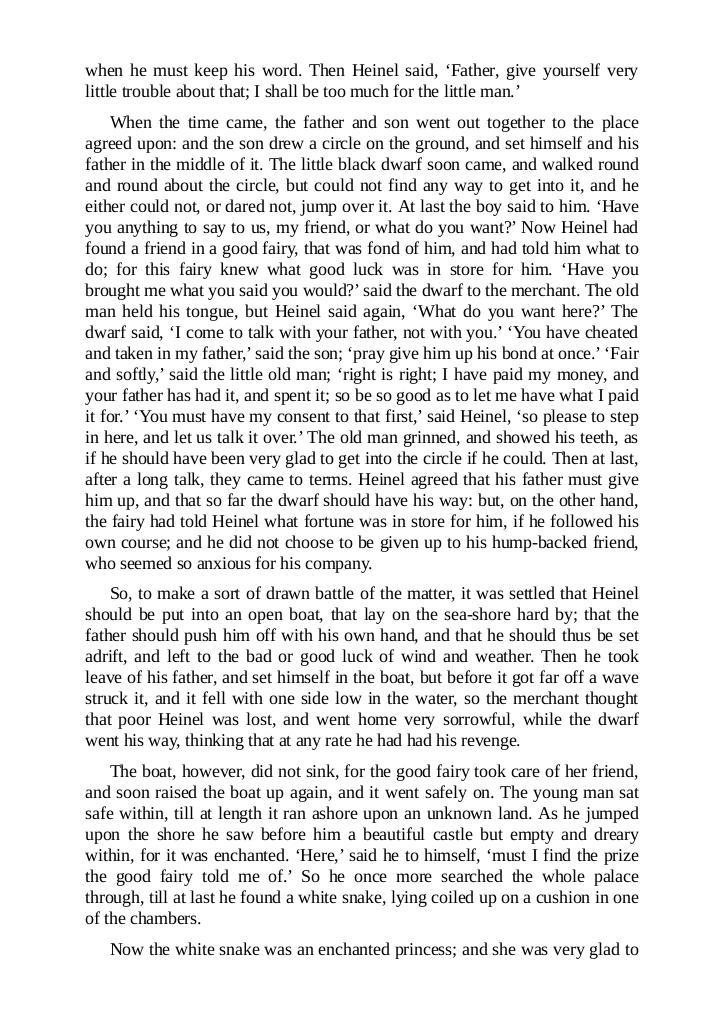 when he must keep his word. Then Heinel said, ‘Father, give yourself very
little trouble about that; I shall be too much for the little man.’
When the time came, the father and son went out together to the place
agreed upon: and the son drew a circle on the ground, and set himself and his
father in the middle of it. The little black dwarf soon came, and walked round
and round about the circle, but could not find any way to get into it, and he
either could not, or dared not, jump over it. At last the boy said to him. ‘Have
you anything to say to us, my friend, or what do you want?’ Now Heinel had
found a friend in a good fairy, that was fond of him, and had told him what to
do; for this fairy knew what good luck was in store for him. ‘Have you
brought me what you said you would?’ said the dwarf to the merchant. The old
man held his tongue, but Heinel said again, ‘What do you want here?’ The
dwarf said, ‘I come to talk with your father, not with you.’ ‘You have cheated
and taken in my father,’ said the son; ‘pray give him up his bond at once.’ ‘Fair
and softly,’ said the little old man; ‘right is right; I have paid my money, and
your father has had it, and spent it; so be so good as to let me have what I paid
it for.’ ‘You must have my consent to that first,’ said Heinel, ‘so please to step
in here, and let us talk it over.’ The old man grinned, and showed his teeth, as
if he should have been very glad to get into the circle if he could. Then at last,
after a long talk, they came to terms. Heinel agreed that his father must give
him up, and that so far the dwarf should have his way: but, on the other hand,
the fairy had told Heinel what fortune was in store for him, if he followed his
own course; and he did not choose to be given up to his hump-backed friend,
who seemed so anxious for his company.
So, to make a sort of drawn battle of the matter, it was settled that Heinel
should be put into an open boat, that lay on the sea-shore hard by; that the
father should push him off with his own hand, and that he should thus be set
adrift, and left to the bad or good luck of wind and weather. Then he took
leave of his father, and set himself in the boat, but before it got far off a wave
struck it, and it fell with one side low in the water, so the merchant thought
that poor Heinel was lost, and went home very sorrowful, while the dwarf
went his way, thinking that at any rate he had had his revenge.
The boat, however, did not sink, for the good fairy took care of her friend,
and soon raised the boat up again, and it went safely on. The young man sat
safe within, till at length it ran ashore upon an unknown land. As he jumped
upon the shore he saw before him a beautiful castle but empty and dreary
within, for it was enchanted. ‘Here,’ said he to himself, ‘must I find the prize
the good fairy told me of.’ So he once more searched the whole palace
through, till at last he found a white snake, lying coiled up on a cushion in one
of the chambers.
Now the white snake was an enchanted princess; and she was very glad to